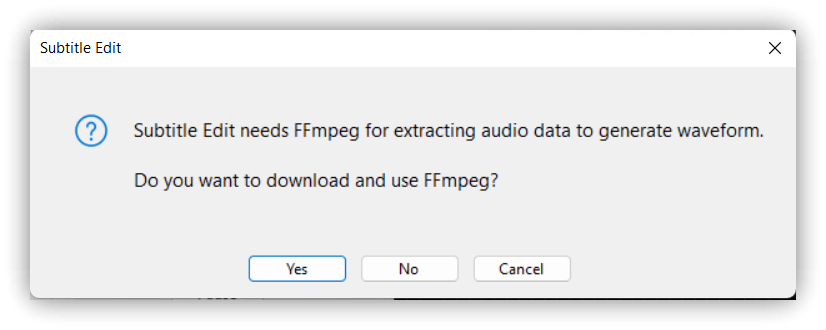 Subtitle Edit
Subtitle Edit needs FFmpeg for extracting audio data to generate waveform.
Do you want to download and use FFmpeg?
Yes
No
Cancel